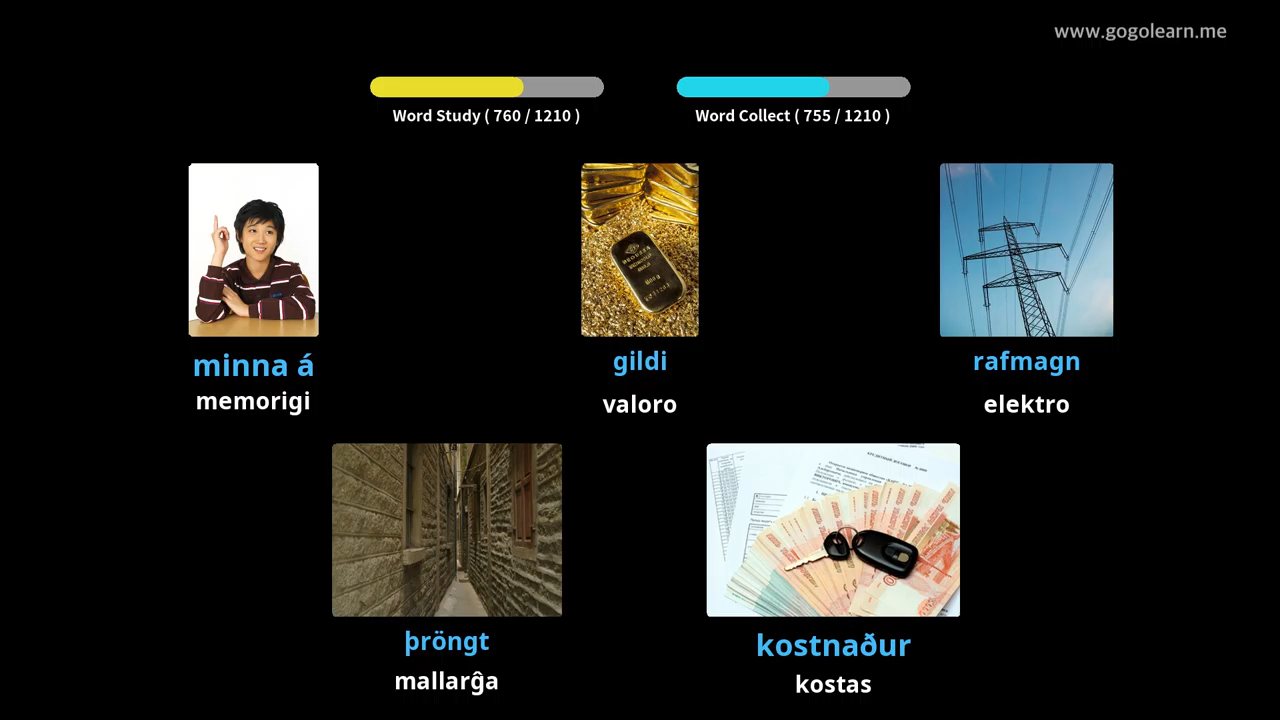 www.gogolearn.me
Word Study ( 760 / 1210 )
Word Collect ( 755 / 1210 )
minna á
memorigi
gildi
valoro
rafmagn
elektro
þröngt
mallarĝa
kostnaður
kostas